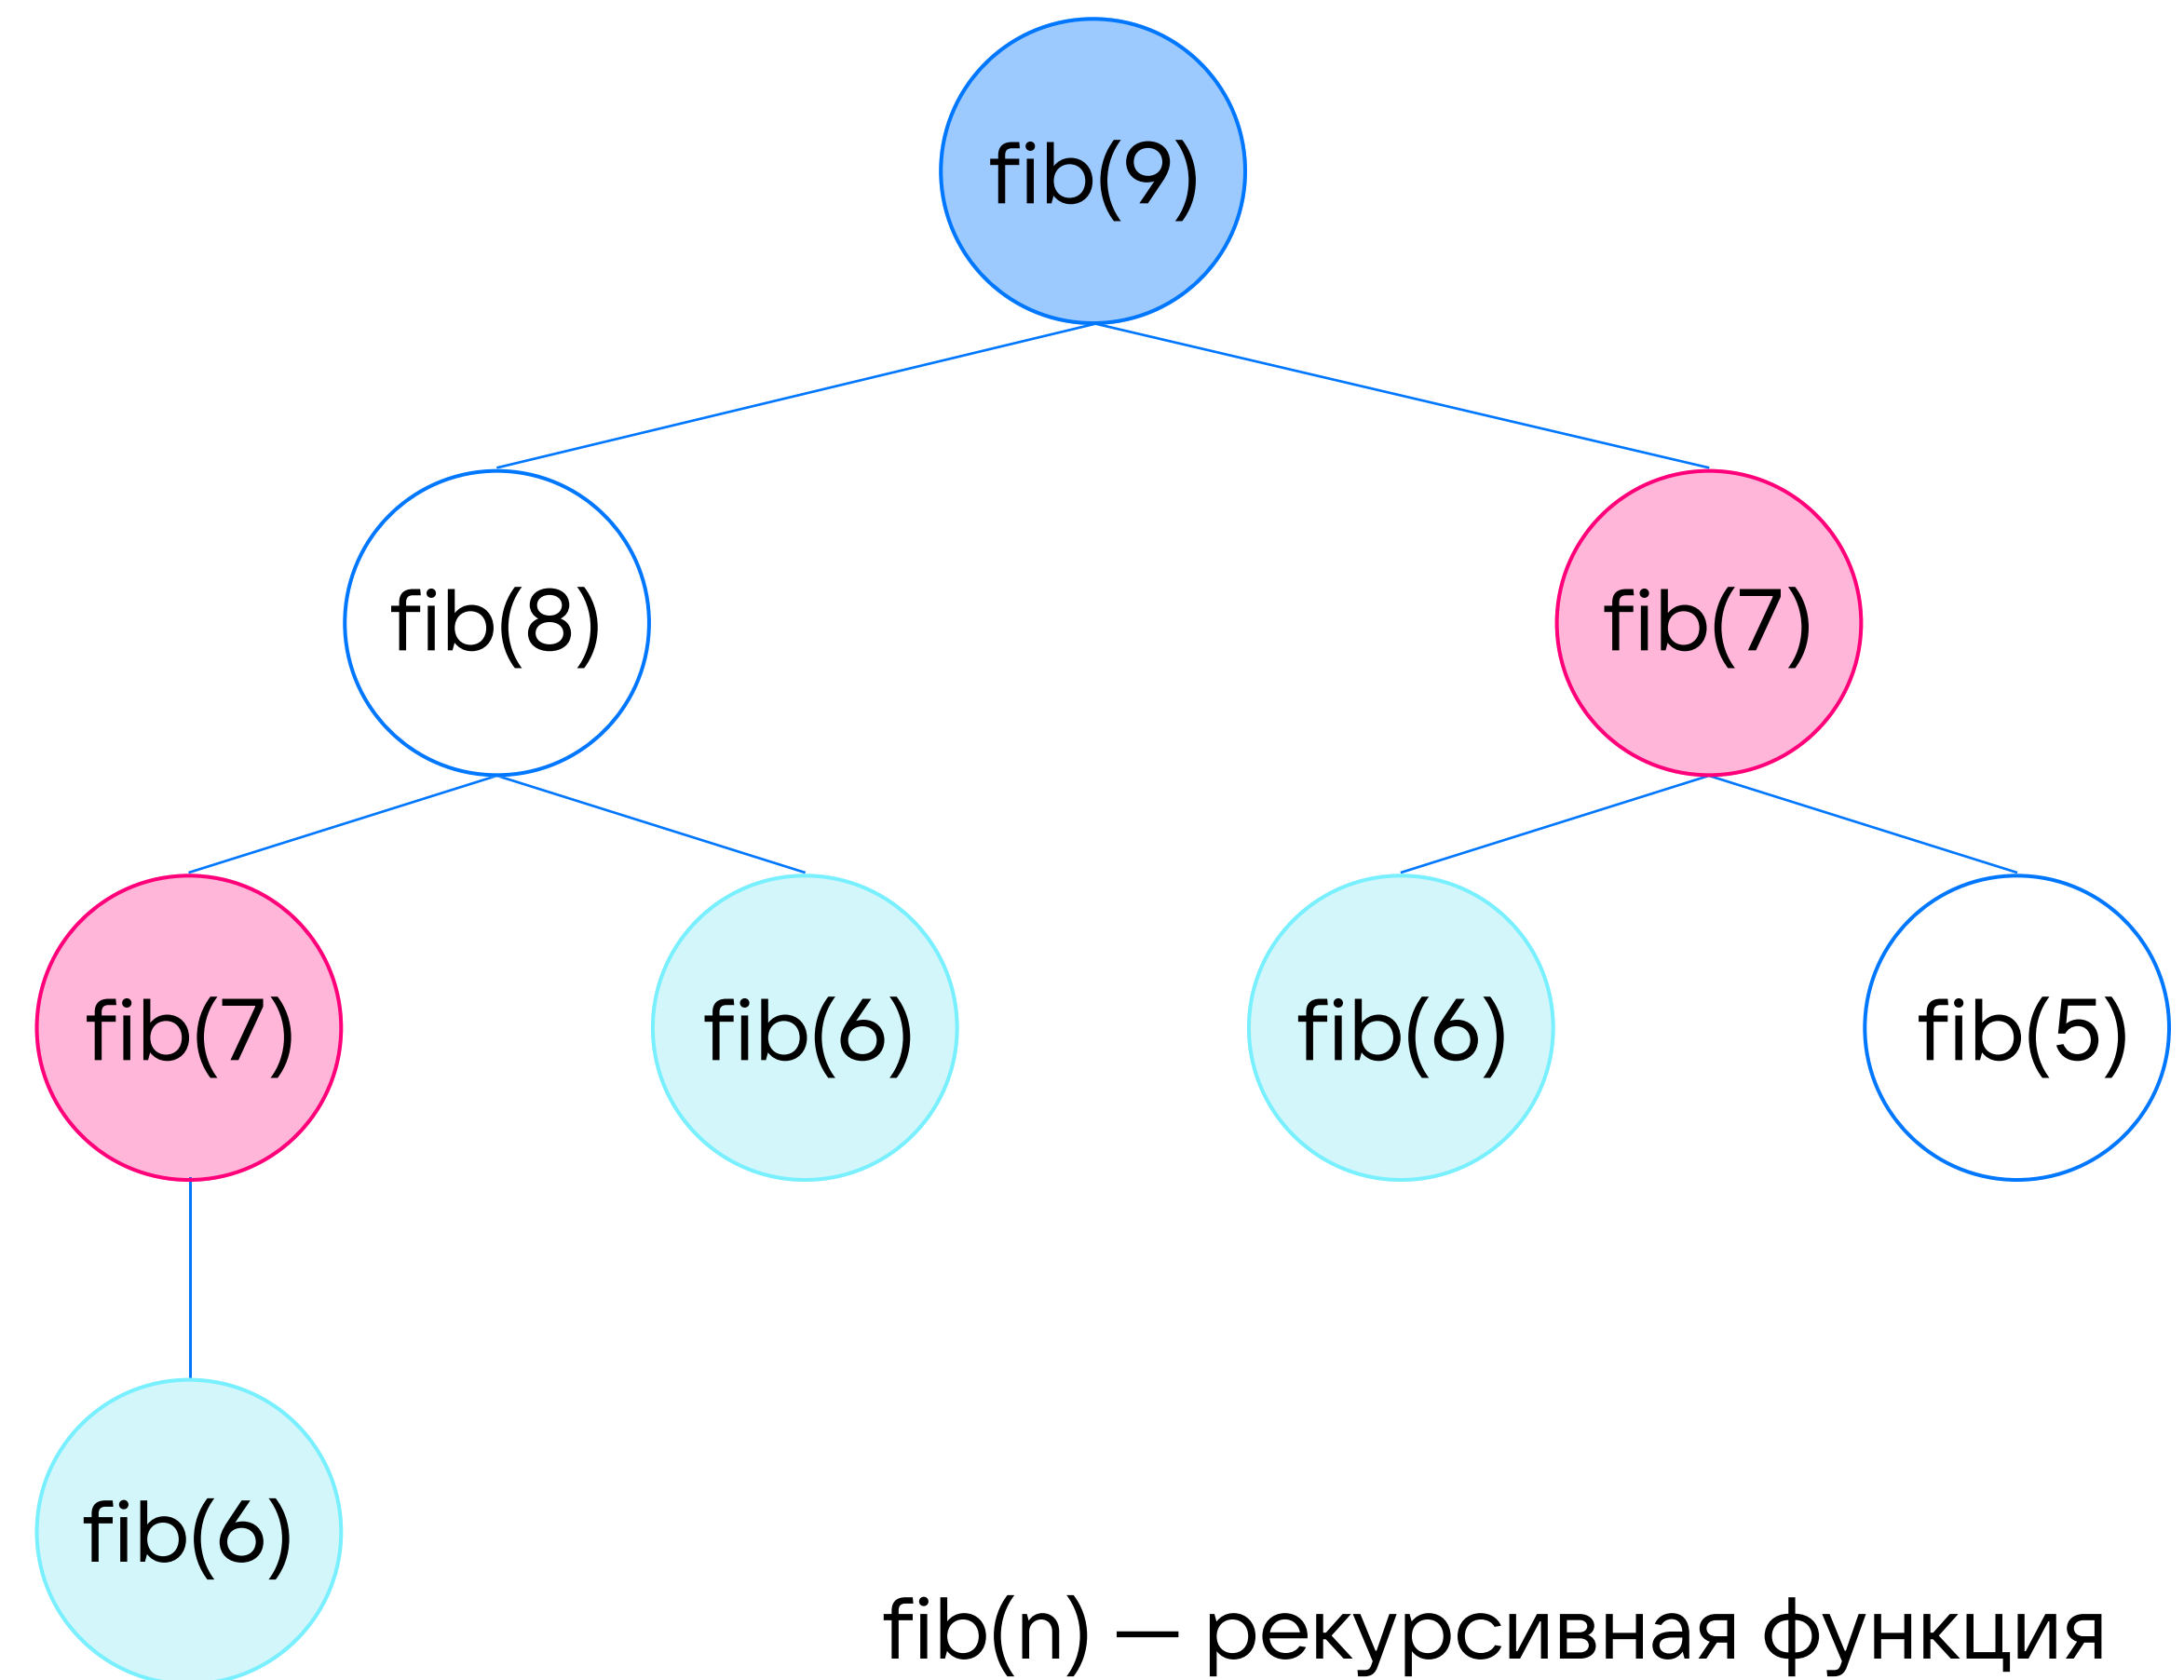 fib(9)
fib(8)
fib(7)
fib(7)
fib(6)
fib(6)
fib(5)
fib(6)
fib(n) — рекурсивная функция